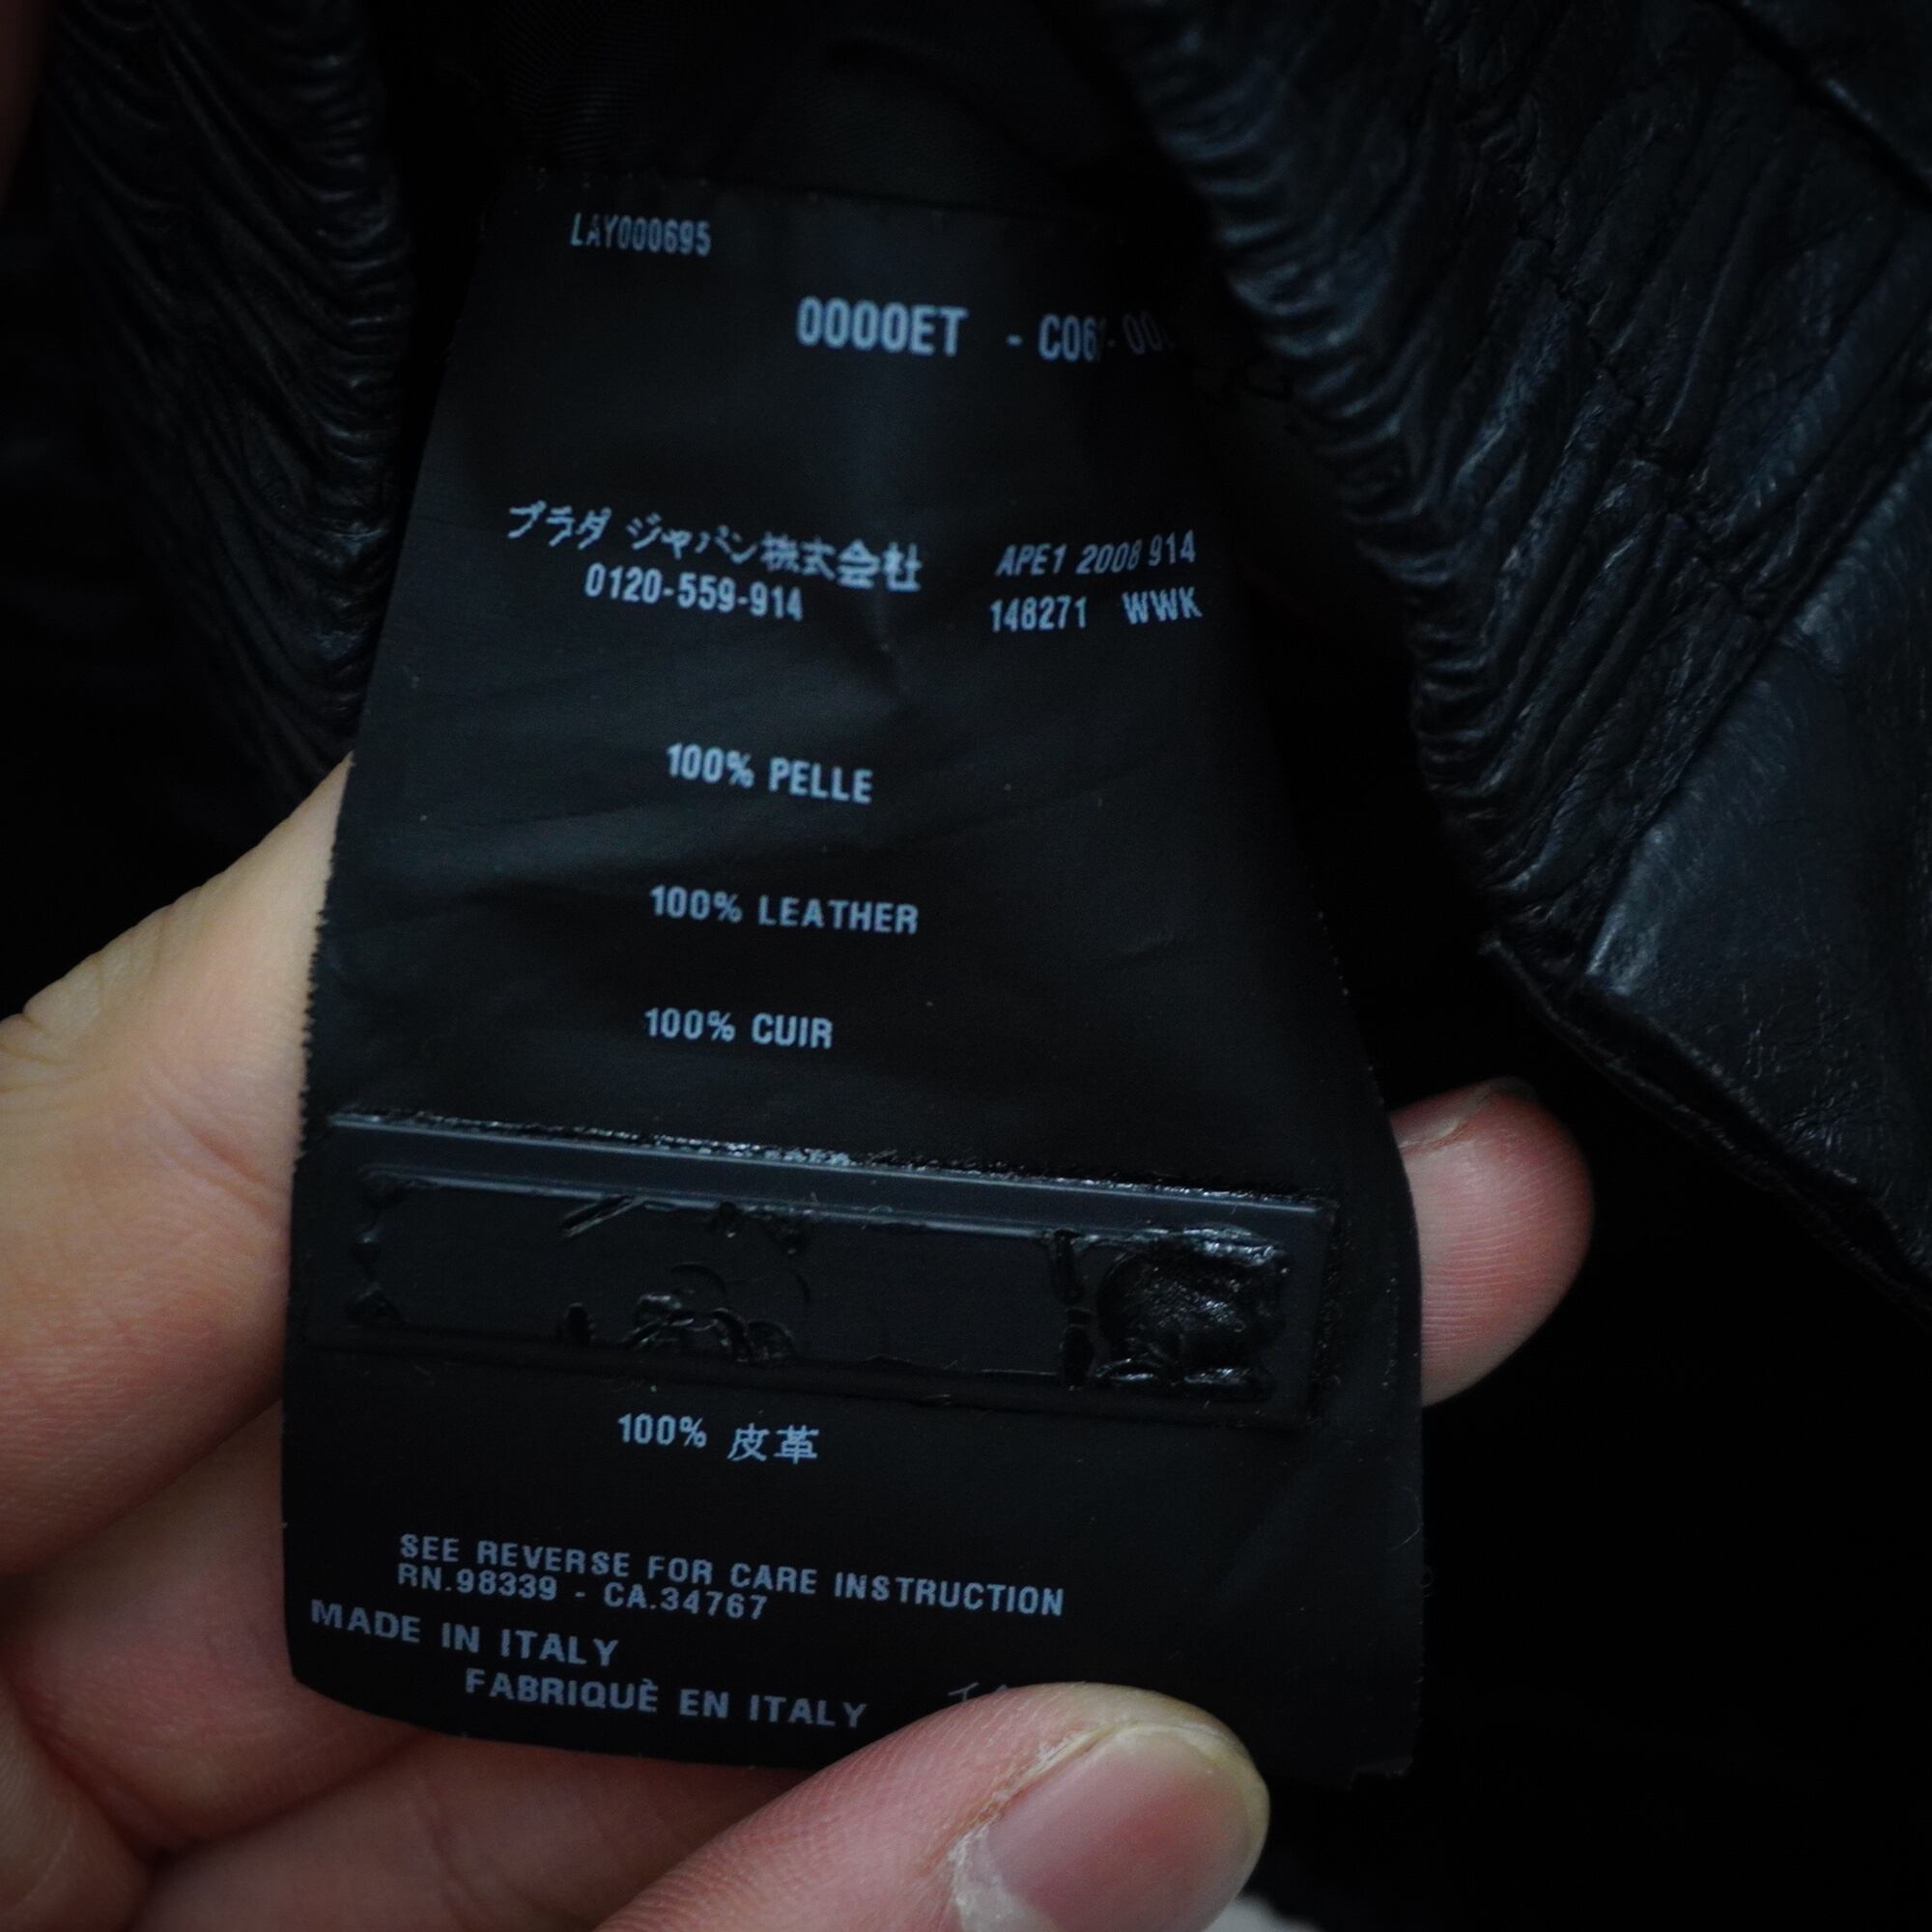 LAY000695
0000ET - C06
プラダ ジャパン株式会社 APE1 2008 914
0120-559-914 148271 WWK
100% PELLE
100% LEATHER
100% CUIR
100% 皮革
SEE REVERSE FOR CARE INSTRUCTION
RN.98339 - CA.34767
MADE IN ITALY
FABRIQUÈ EN ITALY